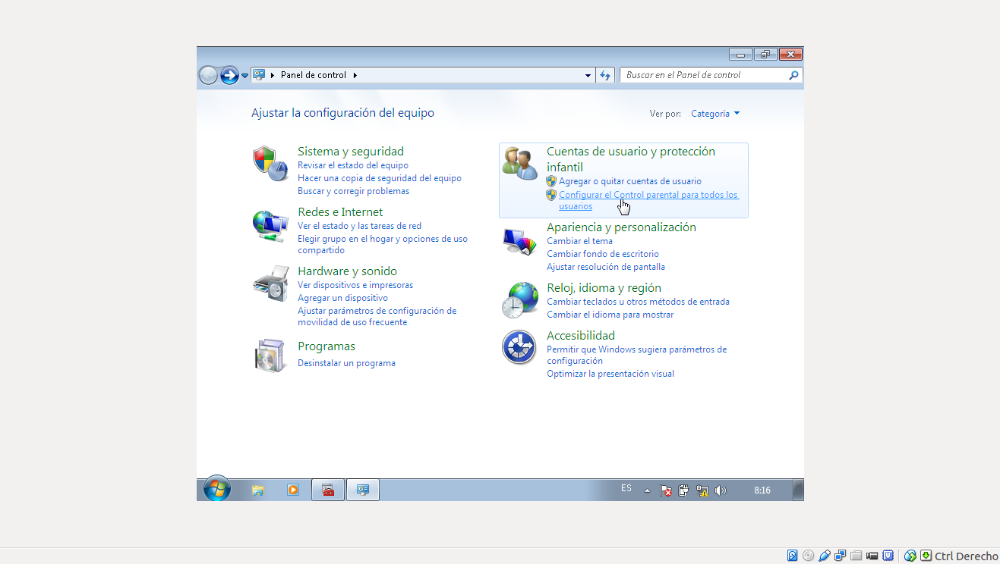 Panel de control
Buscar en el Panel de control
Ajustar la configuración del equipo
Ver por: Categoría
Sistema y seguridad
Revisar el estado del equipo
Hacer una copia de seguridad del equipo
Buscar y corregir problemas
Redes e Internet
Ver el estado y las tareas de red
Elegir grupo en el hogar y opciones de uso
compartido
Hardware y sonido
Ver dispositivos e impresoras
Agregar un dispositivo
Ajustar parámetros de configuración de
movilidad de uso frecuente
Programas
Desinstalar un programa
Cuentas de usuario y protección
infantil
Agregar o quitar cuentas de usuario
Configurar el Control parental para todos los
usuarios
Apariencia y personalización
Cambiar el tema
Cambiar fondo de escritorio
Ajustar resolución de pantalla
Reloj, idioma y región
Cambiar teclados u otros métodos de entrada
Cambiar el idioma para mostrar
Accesibilidad
Permitir que Windows sugiera parámetros de
configuración
Optimizar la presentación visual
ES
8:16
Ctrl Derecho